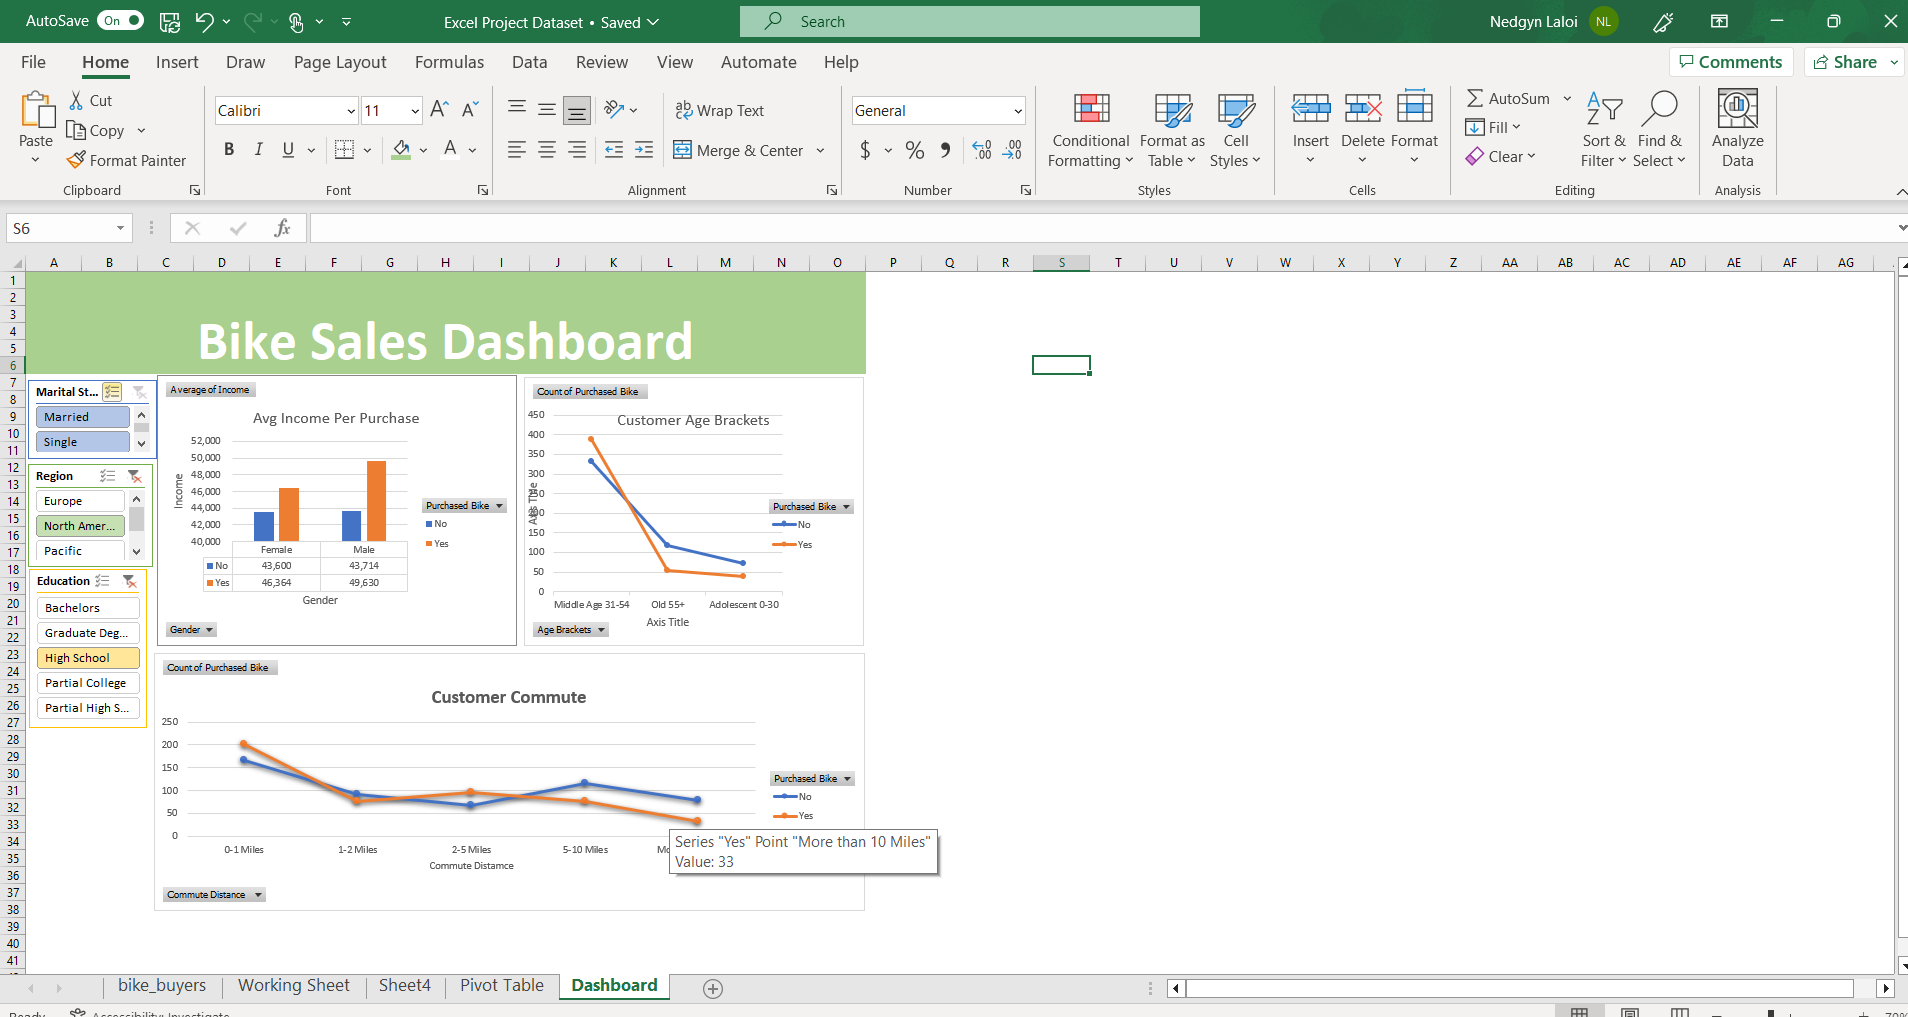 AutoSave On Excel Project Dataset • Saved Search Nedgyn Laloi NL
File Home Insert Draw Page Layout Formulas Data Review View Automate Help Comments Share
Paste
Cut
Copy
Format Painter
Clipboard
Calibri 11
B I U A
Font
Wrap Text
Merge & Center
Alignment
General
$ %
Number
Conditional Formatting
Format as Table
Cell Styles
Styles
Insert Delete Format
Cells
AutoSum
Fill
Clear
Sort & Filter
Find & Select
Editing
Analyze Data
Analysis
S6 fx
A B C D E F G H I J K L M N O P Q R S T U V W X Y Z AA AB AC AD AE AF AG
1
2
3
4
5
6
7
8
9
10
11
12
13
14
15
16
17
18
19
20
21
22
23
24
25
26
27
28
29
30
31
32
33
34
35
36
37
38
39
40
41
Bike Sales Dashboard
Marital St...
Married
Single
Region
Europe
North Amer...
Pacific
Education
Bachelors
Graduate Deg...
High School
Partial College
Partial High S...
Average of Income
Avg Income Per Purchase
Income
52,000
50,000
48,000
46,000
44,000
42,000
40,000
Female Male
No 43,600 43,714
Yes 46,364 49,630
Gender
Purchased Bike
No
Yes
Gender
Count of Purchased Bike
Customer Age Brackets
450
400
350
300
250
200
150
100
50
0
Axis Title
Middle Age 31-54 Old 55+ Adolescent 0-30
Axis Title
Purchased Bike
No
Yes
Age Brackets
Count of Purchased Bike
Customer Commute
250
200
150
100
50
0
0-1 Miles 1-2 Miles 2-5 Miles 5-10 Miles
Commute Distance
Purchased Bike
No
Yes
Series "Yes" Point "More than 10 Miles"
Value: 33
Commute Distance
bike_buyers Working Sheet Sheet4 Pivot Table Dashboard
Ready Accessibility: Investigate